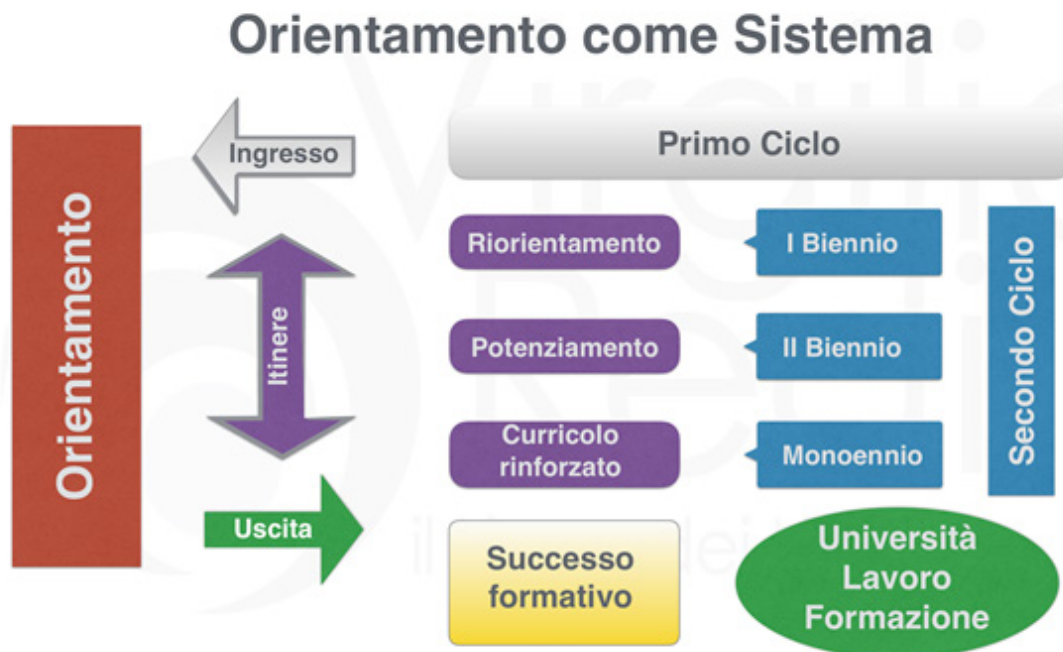 Orientamento come Sistema
Orientamento
Ingresso
Primo Ciclo
Itinere
Riorientamento
I Biennio
Potenziamento
II Biennio
Curricolo
rinforzato
Monoennio
Secondo Ciclo
Uscita
Successo
formativo
Università
Lavoro
Formazione